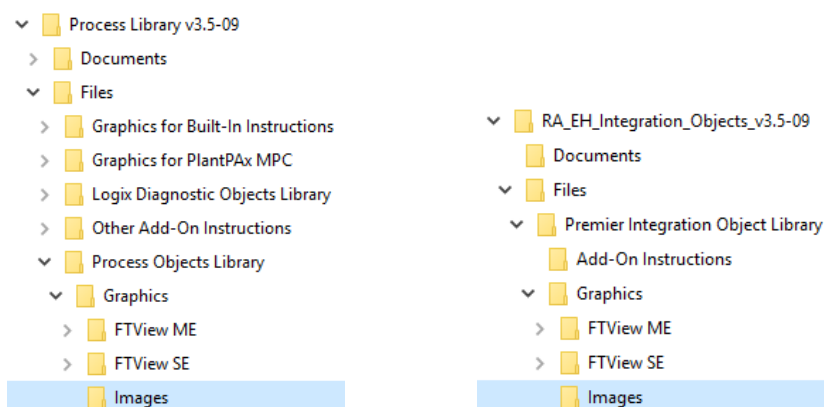 Process Library v3.5-09
Documents
Files
Graphics for Built-In Instructions
Graphics for PlantPAx MPC
Logix Diagnostic Objects Library
Other Add-On Instructions
Process Objects Library
Graphics
FTView ME
FTView SE
Images
RA_EH_Integration_Objects_v3.5-09
Documents
Files
Premier Integration Object Library
Add-On Instructions
Graphics
FTView ME
FTView SE
Images